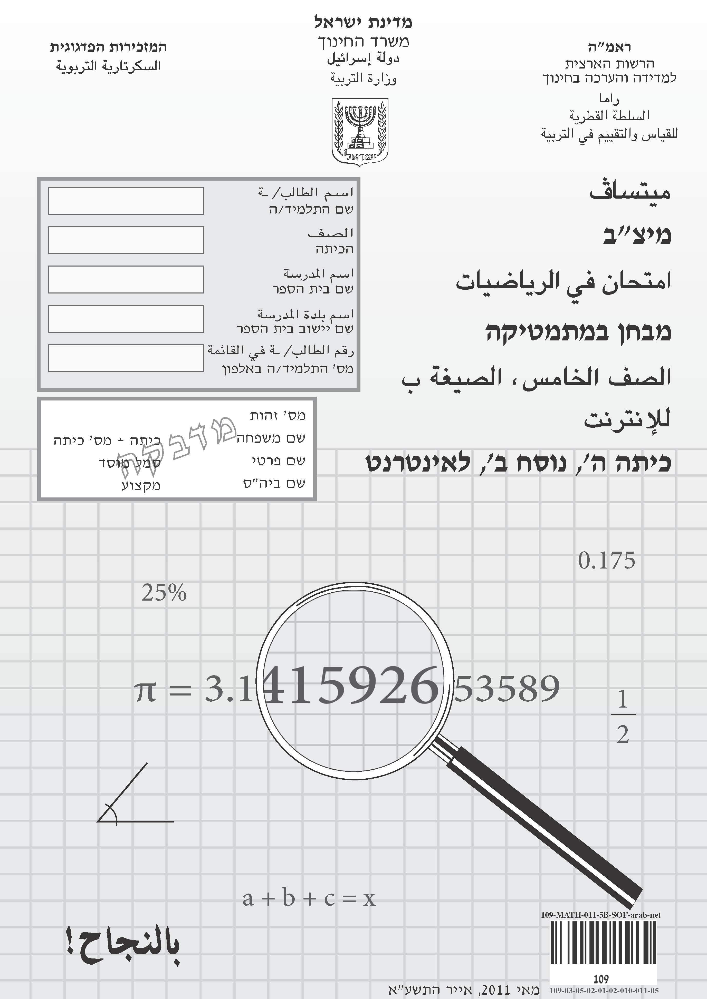 מדינת ישראל
משרד החינוך
دولة إسرائيل
وزارة التربية
ישראל
ראמ״ה
הרשות הארצית
למדידה והערכה בחינוך
راما
السلطة القطرية
للقياس والتقييم في التربية
המזכירות הפדגוגית
السكرتارية التربوية
ميتساڤ
מיצ״ב
امتحان في الرياضيات
מבחן במתמטיקה
الصف الخامس، الصيغة ب
للإنترنت
כיתה ה׳, נוסח ב׳, לאינטרנט
اسم الطالب/ ـة
שם התלמיד/ה
الصف
הכיתה
اسم المدرسة
שם בית הספר
اسم بلدة المدرسة
שם יישוב בית הספר
رقم الطالب/ ـة في القائمة
מס׳ התלמיד/ה באלפון
מס׳ זהות
שם משפחה
כיתה + מס׳ כיתה
שם פרטי
סמל מוסד
שם ביה״ס
מקצוע
מדבקה
0.175
25%
π = 3.1415926 53589
1
2
a + b + c = x
بالنجاح!
109-MATH-011-5B-SOF-arab-net
109
109-03-05-02-01-02-010-011-05
מאי 2011, אייר התשע״א